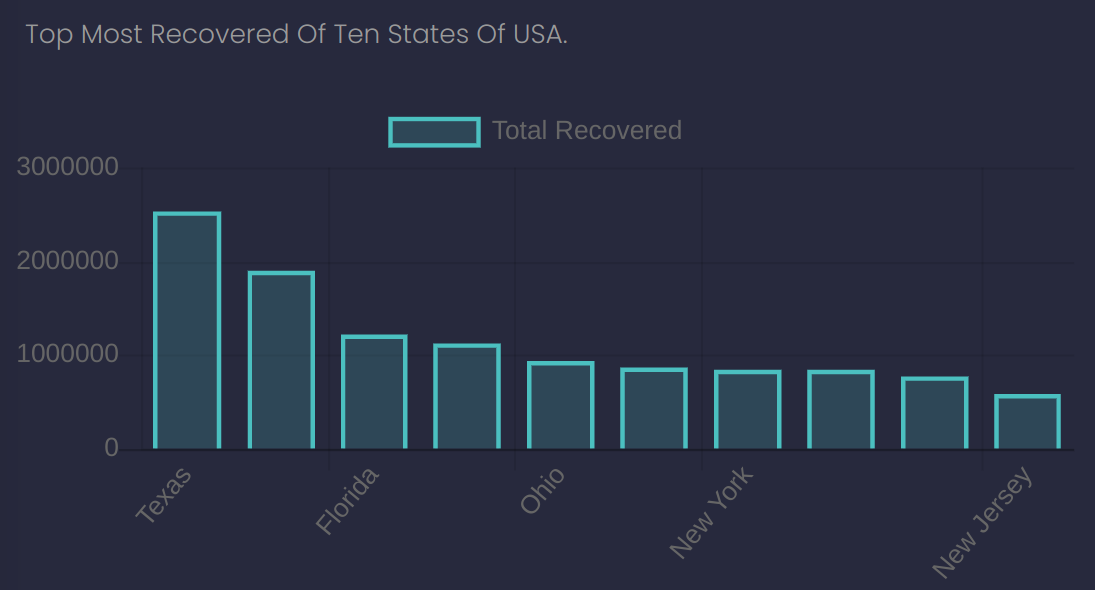 Top Most Recovered Of Ten States Of USA.
Total Recovered
3000000
2000000
1000000
0
Texas
Florida
Ohio
New York
New Jersey